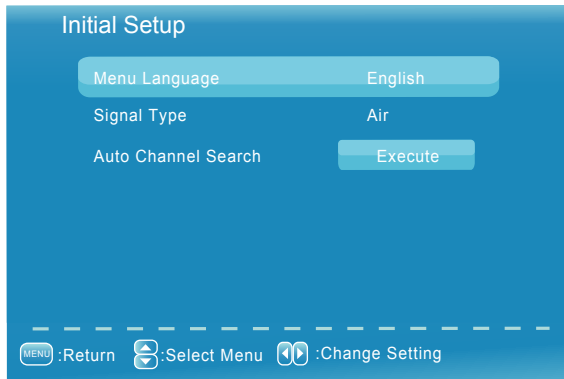 Initial Setup
Menu Language English
Signal Type Air
Auto Channel Search Execute
MENU :Return :Select Menu :Change Setting